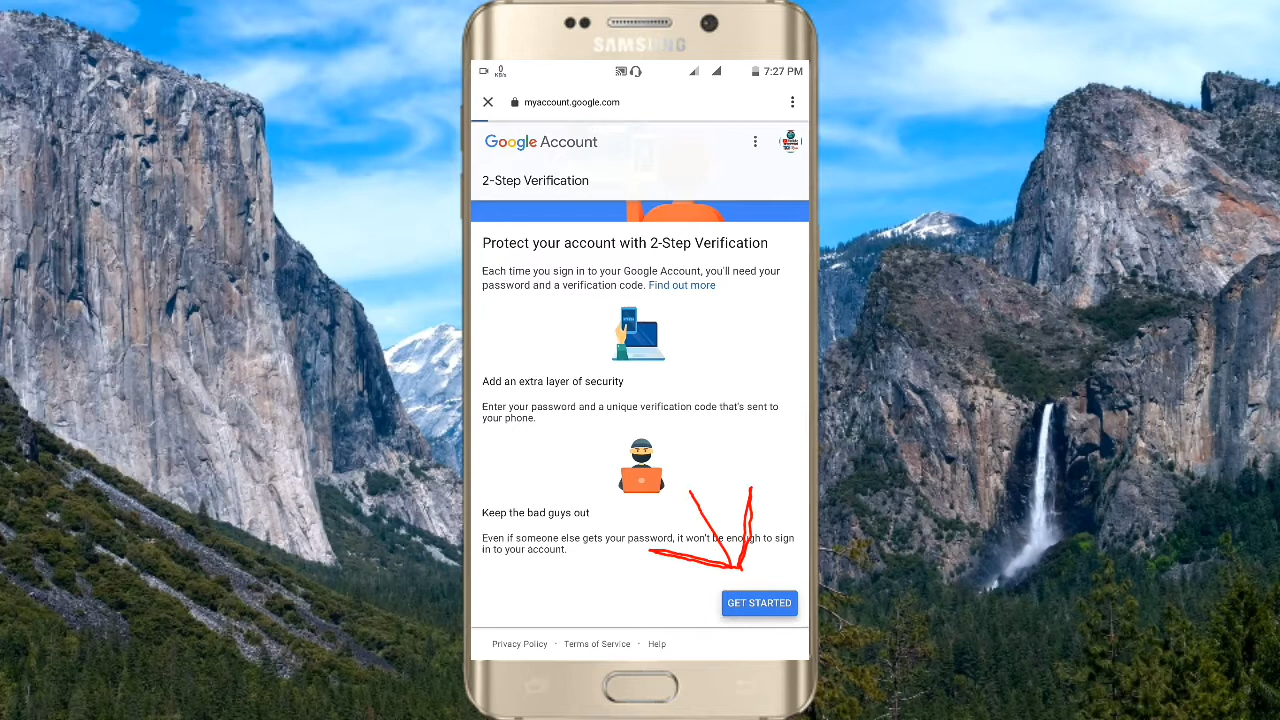 SAMSUNG
0
KB/s
7:27 PM
myaccount.google.com
Google Account
2-Step Verification
Protect your account with 2-Step Verification
Each time you sign in to your Google Account, you'll need your
password and a verification code. Find out more
Add an extra layer of security
Enter your password and a unique verification code that's sent to
your phone.
Keep the bad guys out
Even if someone else gets your password, it won't be enough to sign
in to your account.
GET STARTED
Privacy Policy · Terms of Service · Help